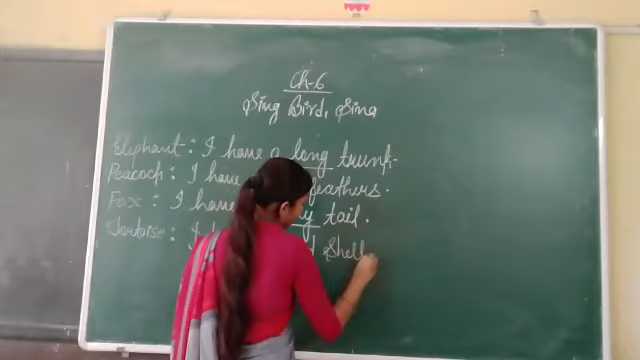 Ch-6
Sing Bird, Sing
Elephant: I have a long trunk.
Peacock: I have feathers.
Fox: I have tail.
Tortoise: I Shell